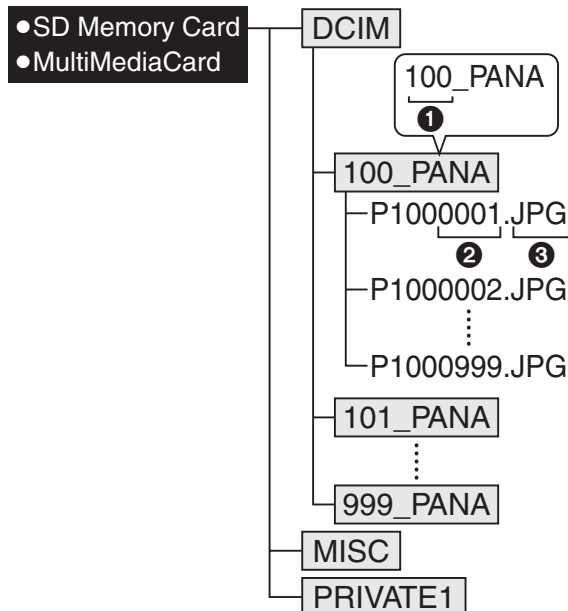 ●SD Memory Card
●MultiMediaCard
DCIM
100_PANA
❶
100_PANA
P1000001.JPG
❷ ❸
P1000002.JPG
P1000999.JPG
101_PANA
999_PANA
MISC
PRIVATE1